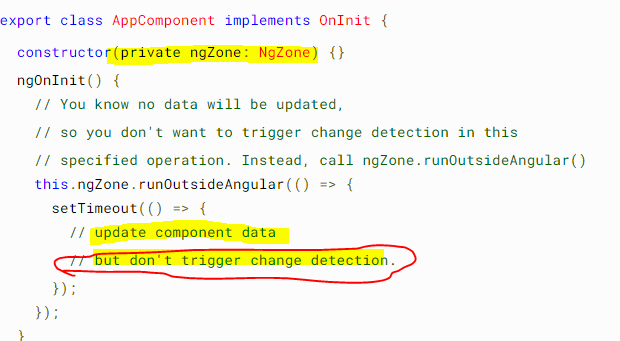 export class AppComponent implements OnInit {
constructor(private ngZone: NgZone) {}
ngOnInit() {
// You know no data will be updated,
// so you don't want to trigger change detection in this
// specified operation. Instead, call ngZone.runOutsideAngular()
this.ngZone.runOutsideAngular(() => {
setTimeout(() => {
// update component data
// but don't trigger change detection.
});
});
}